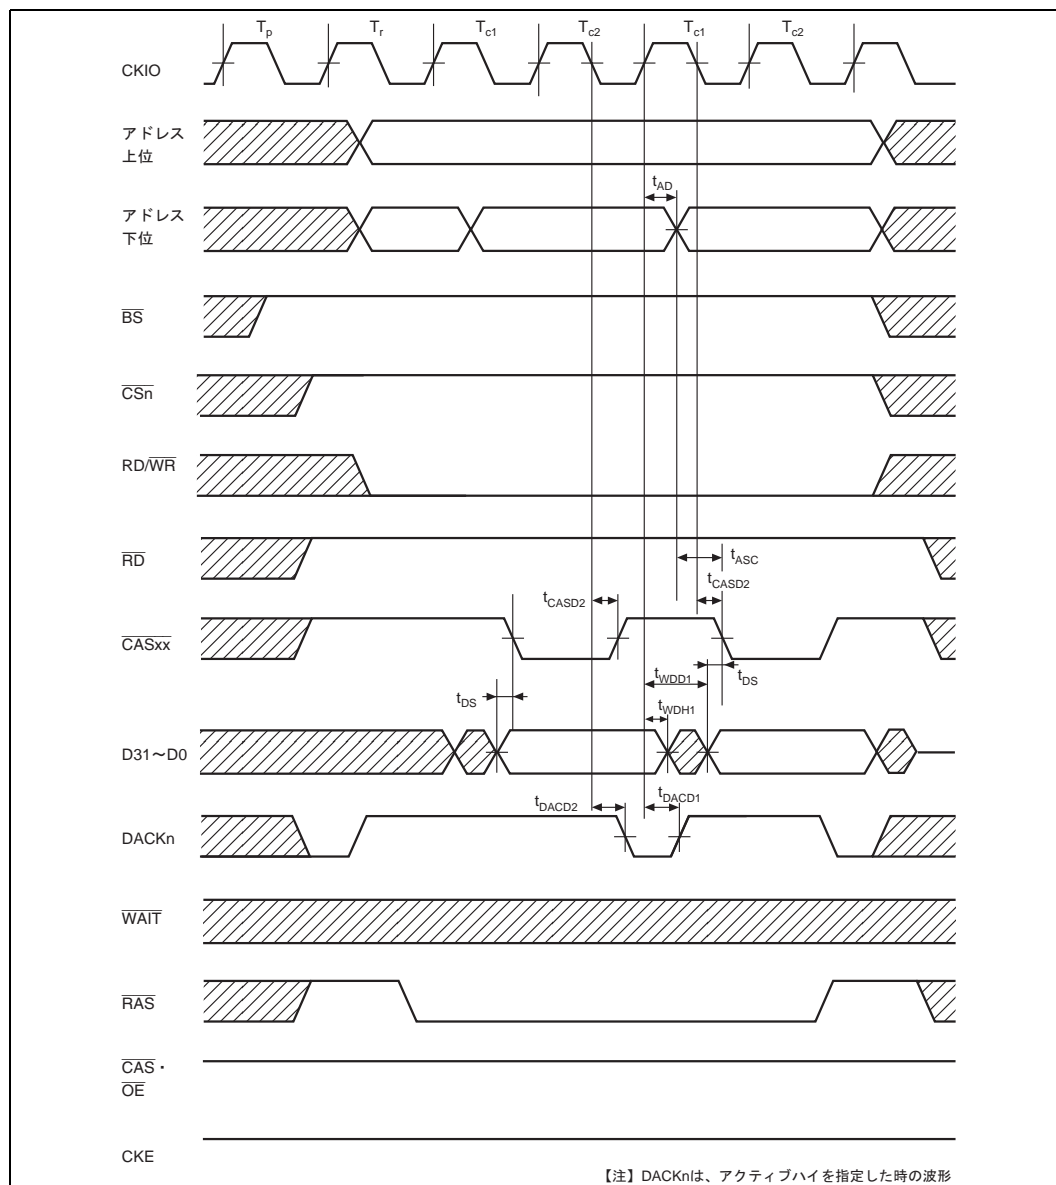 Tp Tr Tc1 Tc2 Tc1 Tc2
CKIO
アドレス
上位
tAD
アドレス
下位
BS
CSn
RD/WR
RD
tASC
tCASD2
tCASD2
CASxx
tWDD1
tDS
tDS
tWDH1
D31〜D0
tDACD2
tDACD1
DACKn
WAIT
RAS
CAS・
OE
CKE
【注】DACKnは、アクティブハイを指定した時の波形